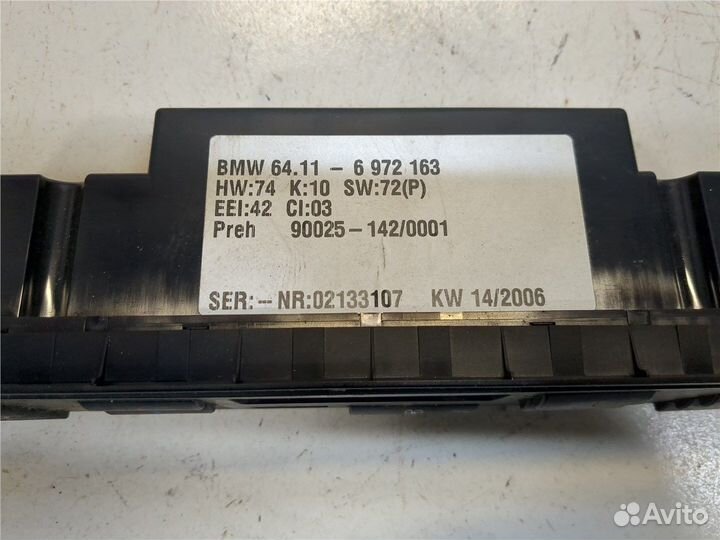 BMW 64.11 - 6 972 163
HW:74 K:10 SW:72(P)
EEI:42 CI:03
Preh 90025-142/0001
SER:-- NR:02133107 KW 14/2006
Avito